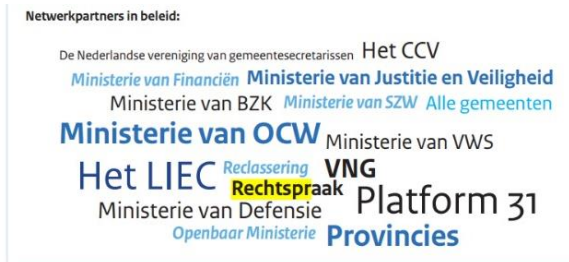 Netwerkpartners in beleid:
De Nederlandse vereniging van gemeentesecretarissen Het CCV
Ministerie van Financiën Ministerie van Justitie en Veiligheid
Ministerie van BZK Ministerie van SZW Alle gemeenten
Ministerie van OCW Ministerie van VWS
Het LIEC Reclassering VNG
Rechtspraak Platform 31
Ministerie van Defensie
Openbaar Ministerie Provincies